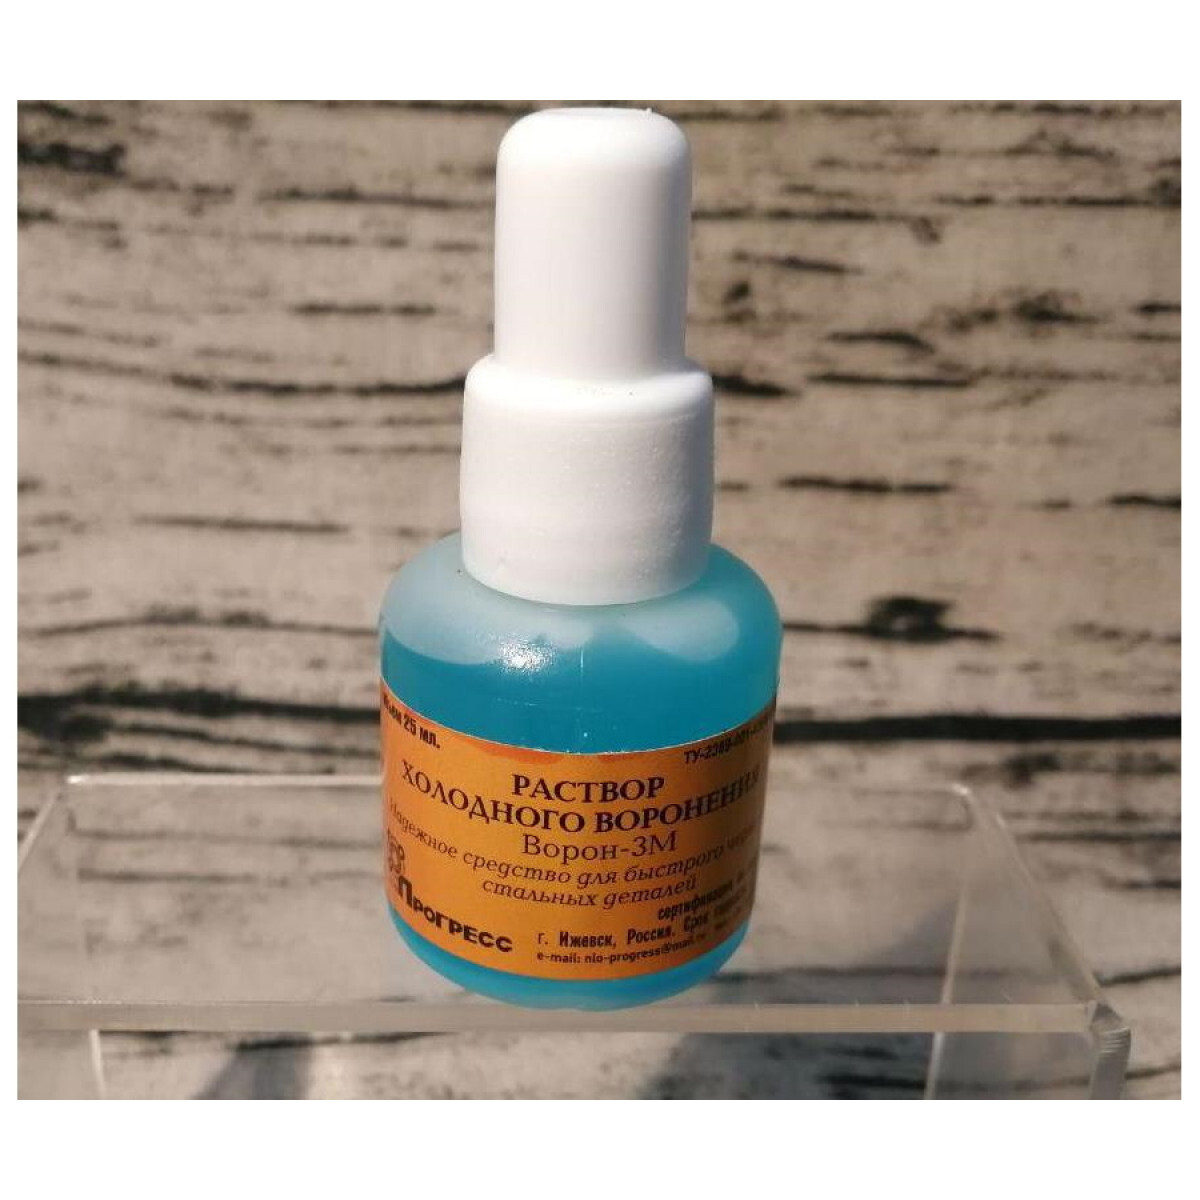 25 мл.
РАСТВОР
ХОЛОДНОГО ВОРОНЕНИЯ
Ворон-3М
Надежное средство для быстрого
стальных деталей
ПРОГРЕСС
г. Ижевск, Россия. Срок
e-mail: nio-progress@mail.ru